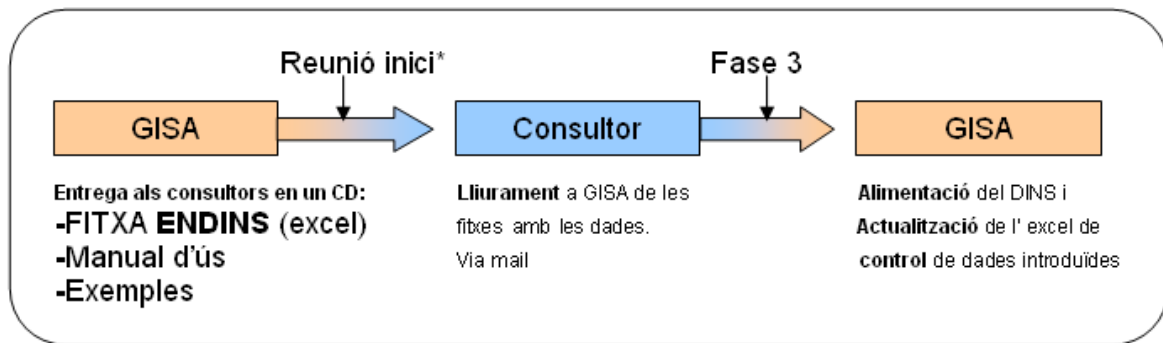 Reunió inici*
Fase 3
GISA
Consultor
GISA
Entrega als consultors en un CD:
-FITXA ENDINS (excel)
-Manual d'ús
-Exemples
Lliurament a GISA de les
fitxes amb les dades.
Via mail
Alimentació del DINS i
Actualització de l' excel de
control de dades introduïdes